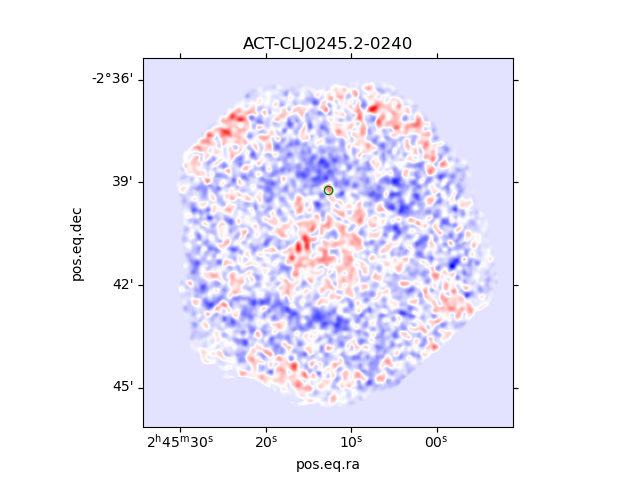 ACT-CLJ0245.2-0240
-2°36'
39'
42'
45'
pos.eq.dec
2ʰ45ᵐ30ˢ 20ˢ 10ˢ 00ˢ
pos.eq.ra